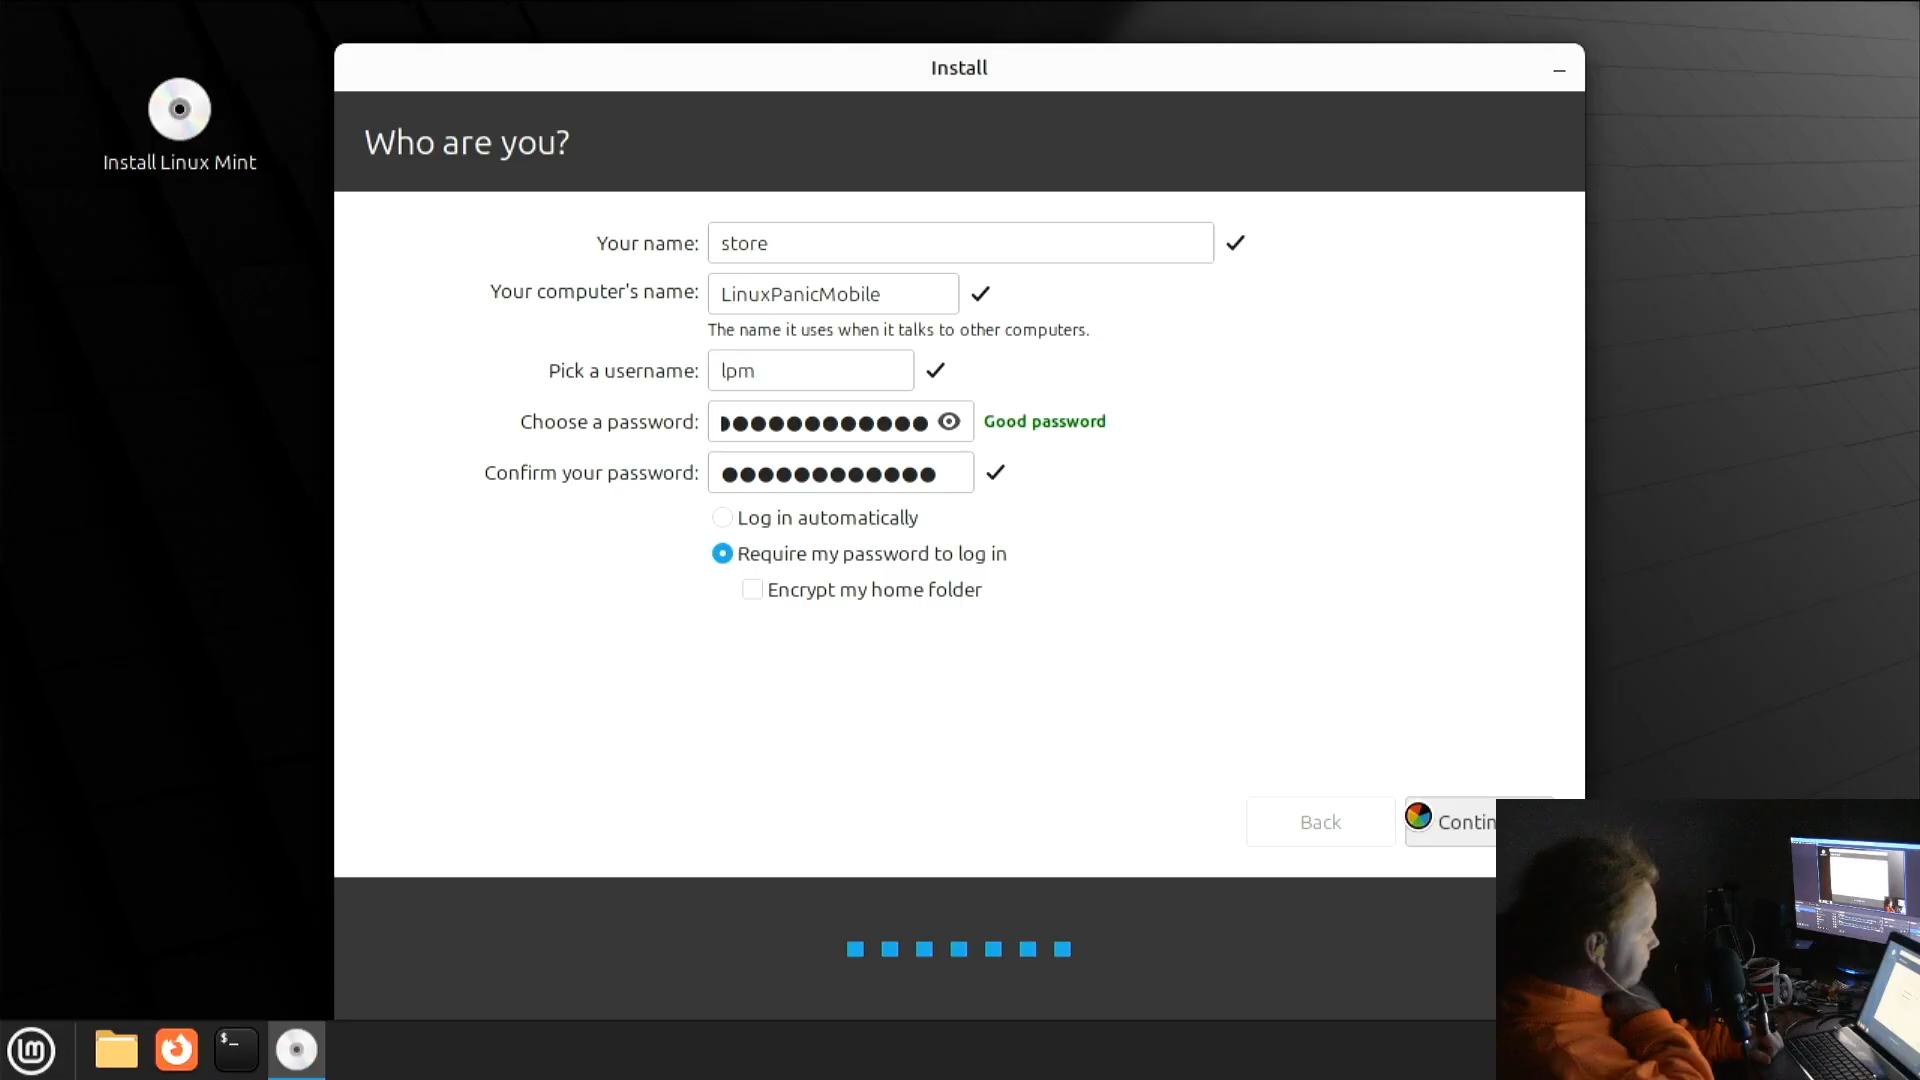 Install
Install Linux Mint
Who are you?
Your name: store
Your computer's name: LinuxPanicMobile
The name it uses when it talks to other computers.
Pick a username: lpm
Choose a password: Good password
Confirm your password:
Log in automatically
Require my password to log in
Encrypt my home folder
Back
Contin
$_
lm